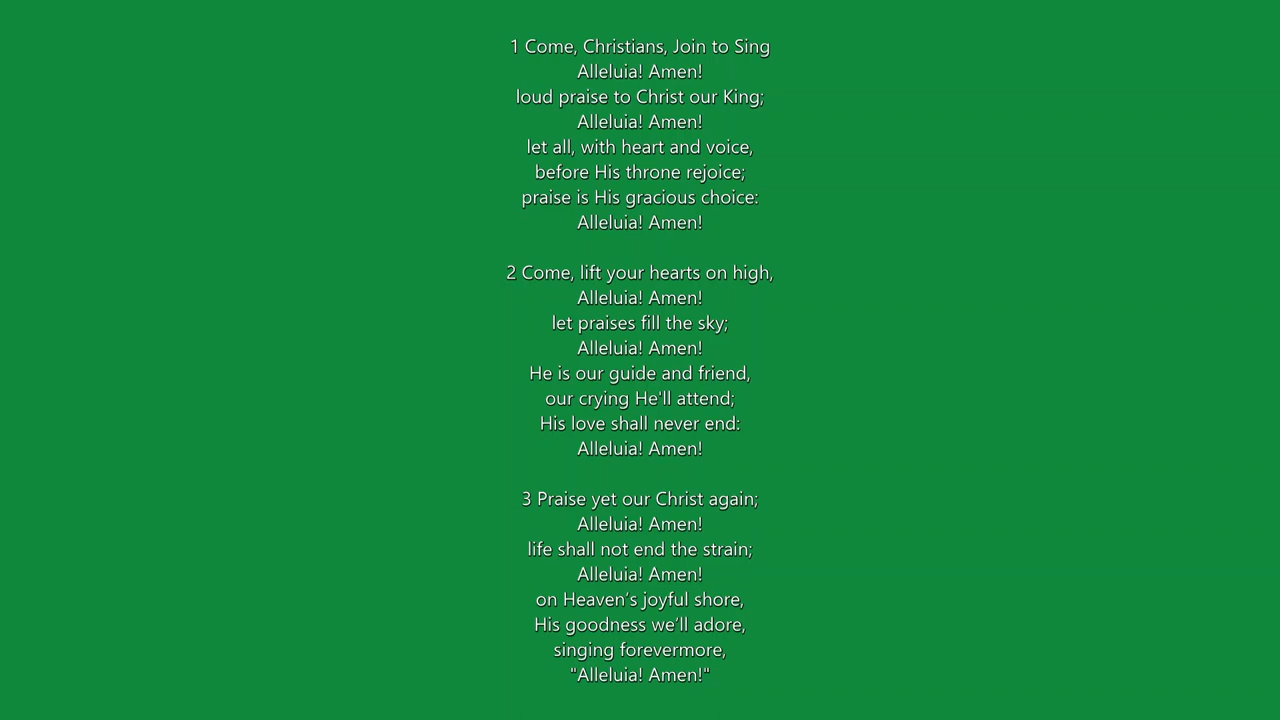 1 Come, Christians, Join to Sing
Alleluia! Amen!
loud praise to Christ our King;
Alleluia! Amen!
let all, with heart and voice,
before His throne rejoice;
praise is His gracious choice:
Alleluia! Amen!
2 Come, lift your hearts on high,
Alleluia! Amen!
let praises fill the sky;
Alleluia! Amen!
He is our guide and friend,
our crying He'll attend;
His love shall never end:
Alleluia! Amen!
3 Praise yet our Christ again;
Alleluia! Amen!
life shall not end the strain;
Alleluia! Amen!
on Heaven’s joyful shore,
His goodness we’ll adore,
singing forevermore,
"Alleluia! Amen!"